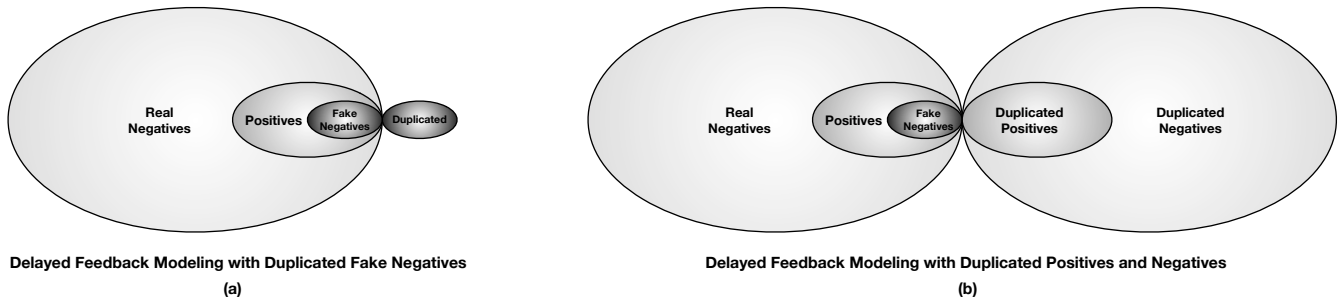 Real
Negatives
Positives
Fake
Negatives
Duplicated
Delayed Feedback Modeling with Duplicated Fake Negatives
(a)
Real
Negatives
Positives
Fake
Negatives
Duplicated
Positives
Duplicated
Negatives
Delayed Feedback Modeling with Duplicated Positives and Negatives
(b)